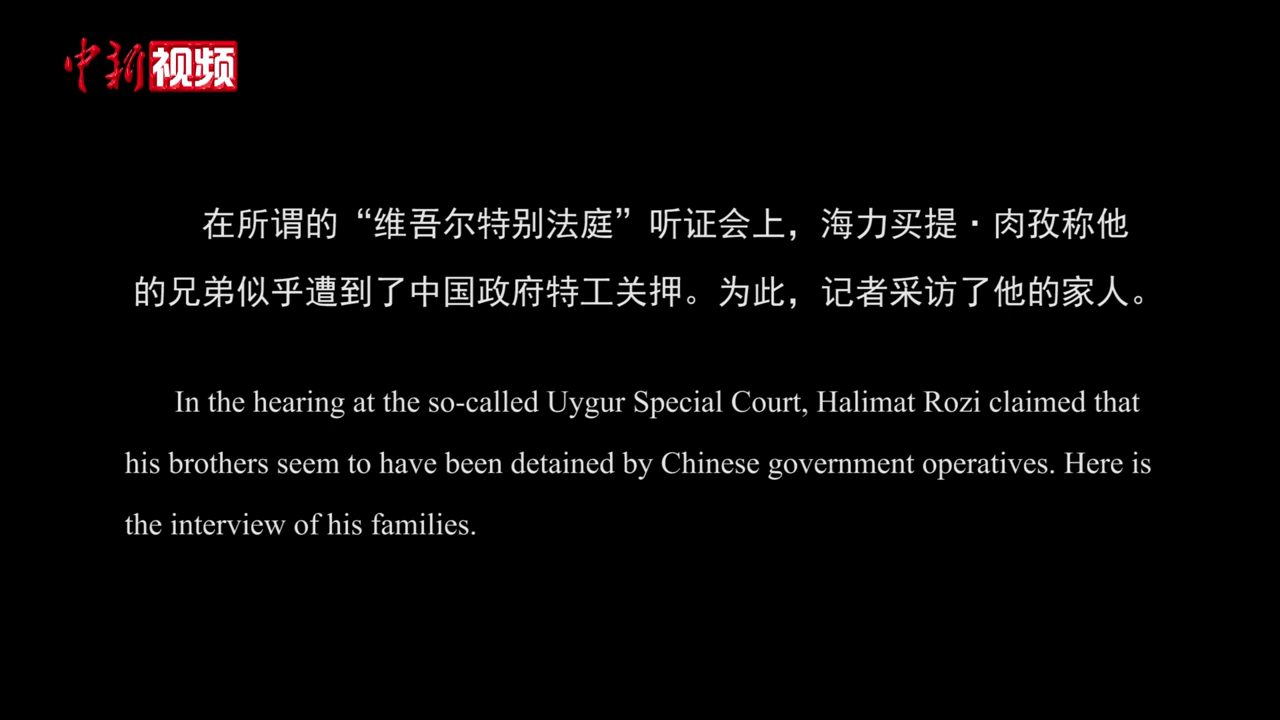 中新视频
在所谓的“维吾尔特别法庭”听证会上，海力买提·肉孜称他
的兄弟似乎遭到了中国政府特工关押。为此，记者采访了他的家人。
In the hearing at the so-called Uygur Special Court, Halimat Rozi claimed that
his brothers seem to have been detained by Chinese government operatives. Here is
the interview of his families.